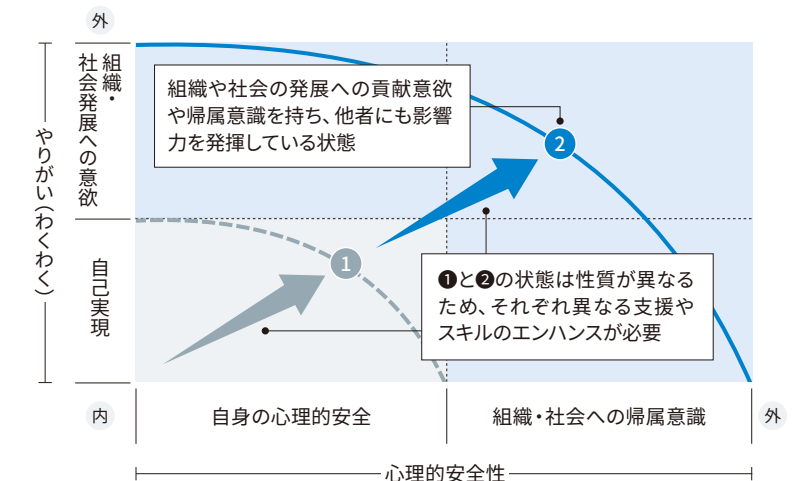 外
組織・
社会発展への意欲
自己実現
やりがい（わくわく）
組織や社会の発展への貢献意欲
や帰属意識を持ち、他者にも影響
力を発揮している状態
2
1
❶と❷の状態は性質が異なる
ため、それぞれ異なる支援や
スキルのエンハンスが必要
内
自身の心理的安全
組織・社会への帰属意識
外
心理的安全性